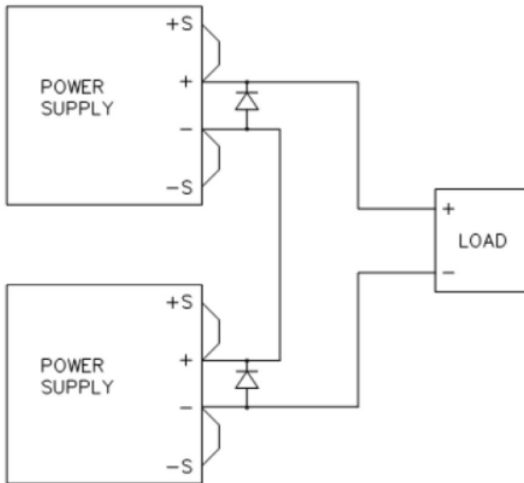 +S
+
POWER
SUPPLY
-
-S
+
LOAD
-
+S
+
POWER
SUPPLY
-
-S